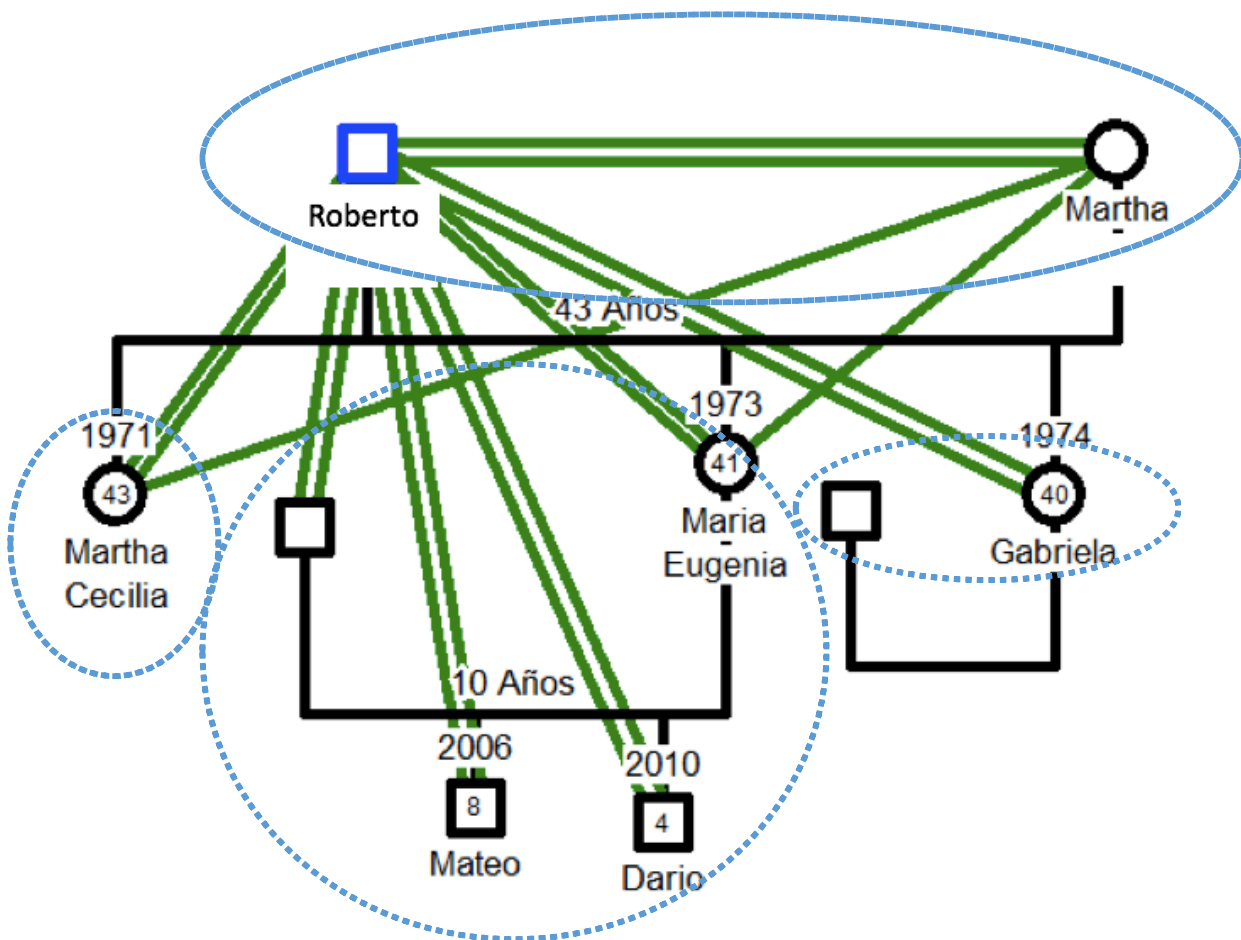 Roberto
Martha
43 Años
1973
1971
1974
41
43
40
Maria
Eugenia
Martha
Cecilia
Gabriela
10 Años
2006
2010
8
4
Mateo
Dario